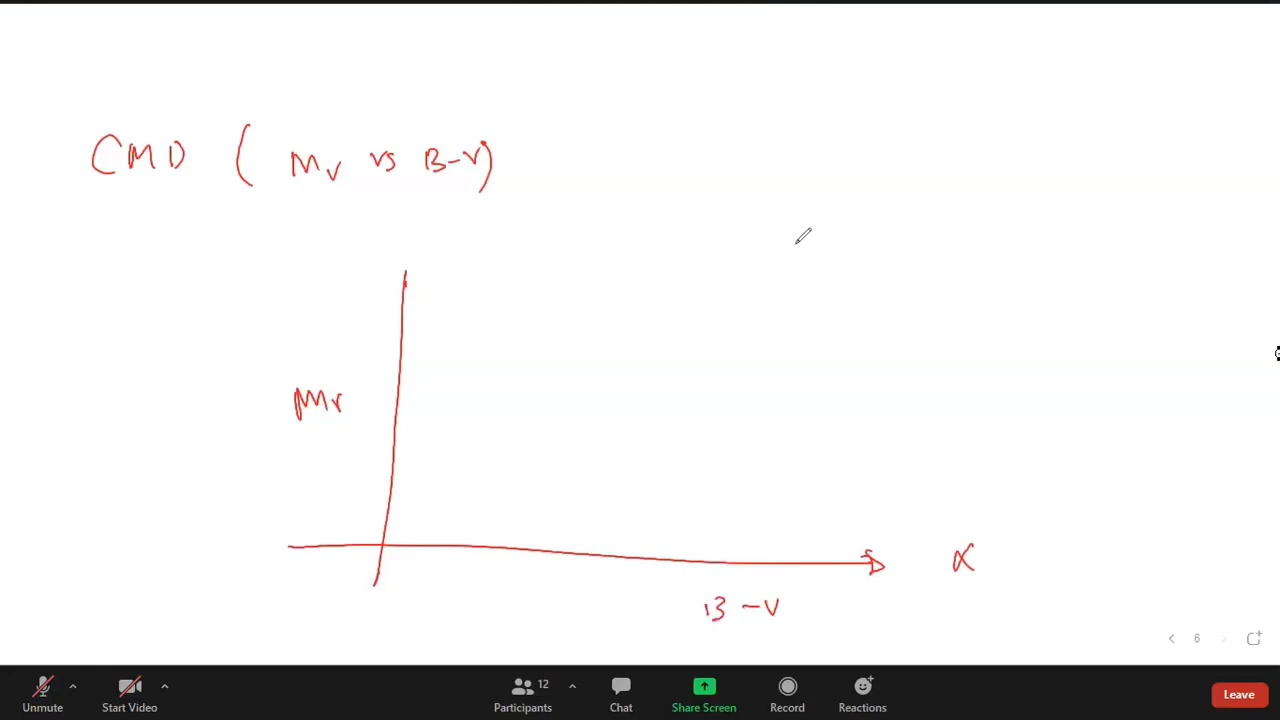 CMD ( Mv vs B-V)
Mv
α
B-V
6
12
Unmute
Start Video
Participants
Chat
Share Screen
Record
Reactions
Leave